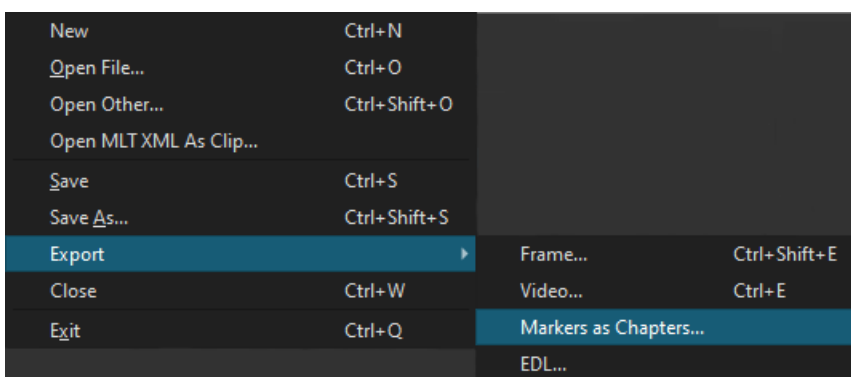 New Ctrl+N
Open File... Ctrl+O
Open Other... Ctrl+Shift+O
Open MLT XML As Clip...
Save Ctrl+S
Save As... Ctrl+Shift+S
Export
Close Ctrl+W
Exit Ctrl+Q
Frame... Ctrl+Shift+E
Video... Ctrl+E
Markers as Chapters...
EDL...